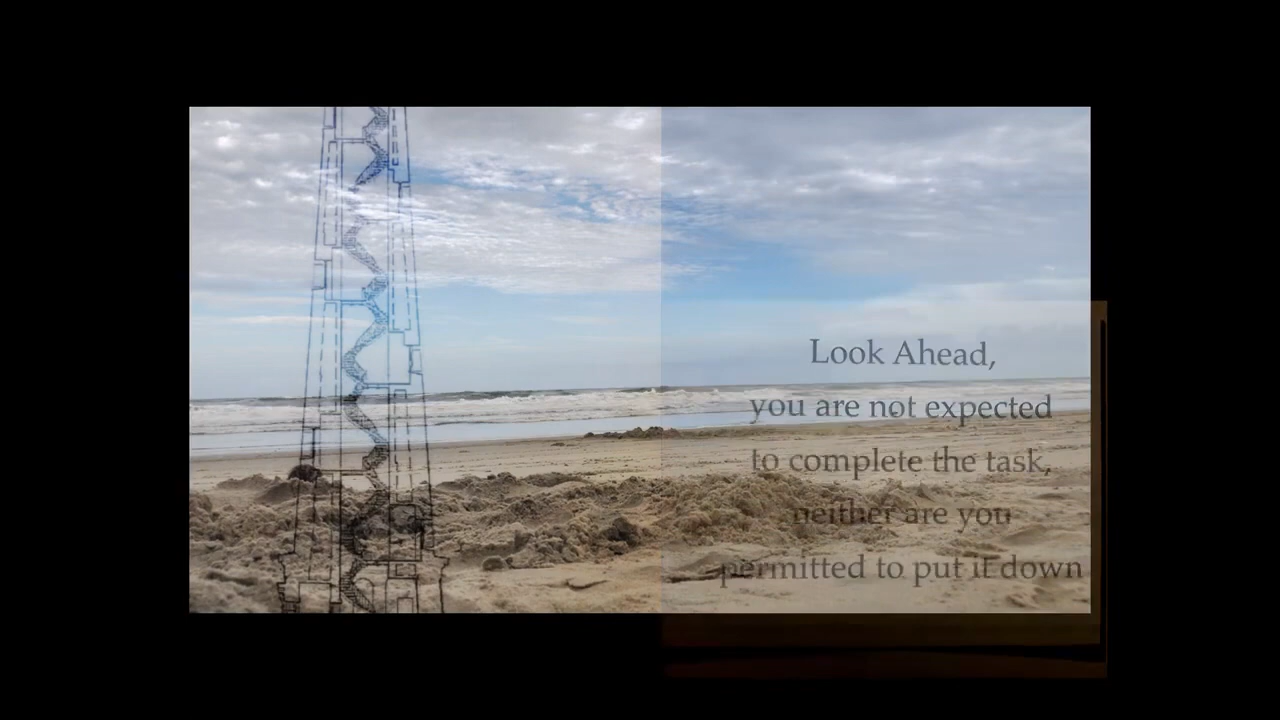 Look Ahead,
you are not expected
to complete the task,
neither are you
permitted to put it down